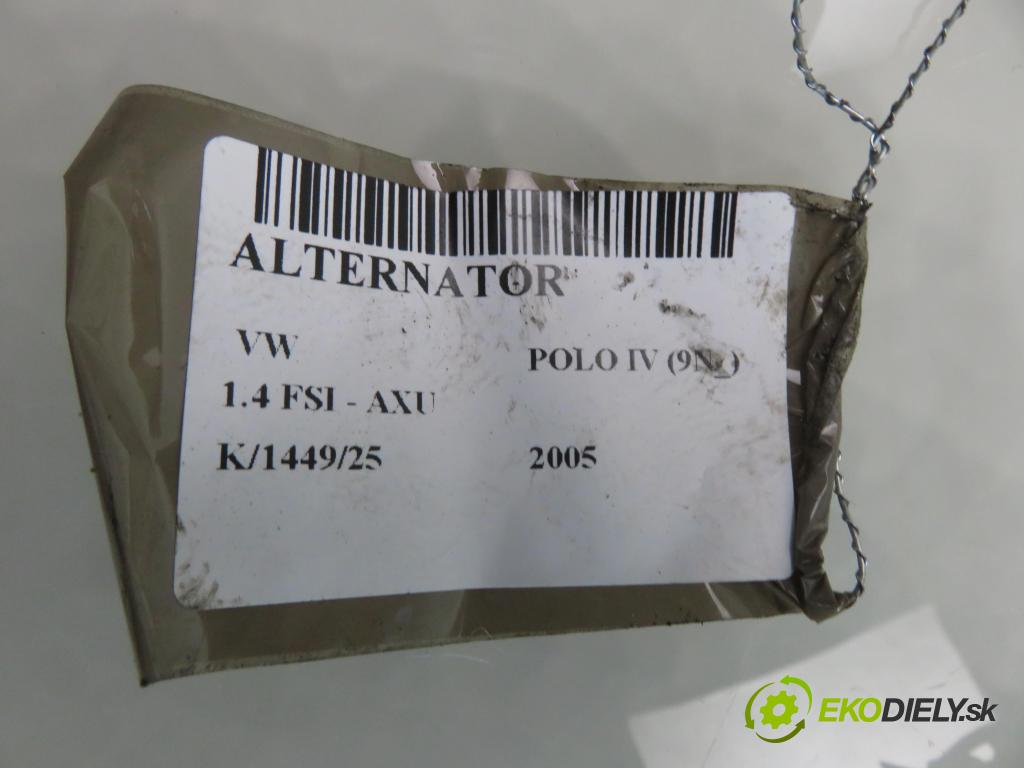 ALTERNATOR
VW POLO IV (9N_)
1.4 FSI - AXU
K/1449/25 2005
EKODIELY.sk